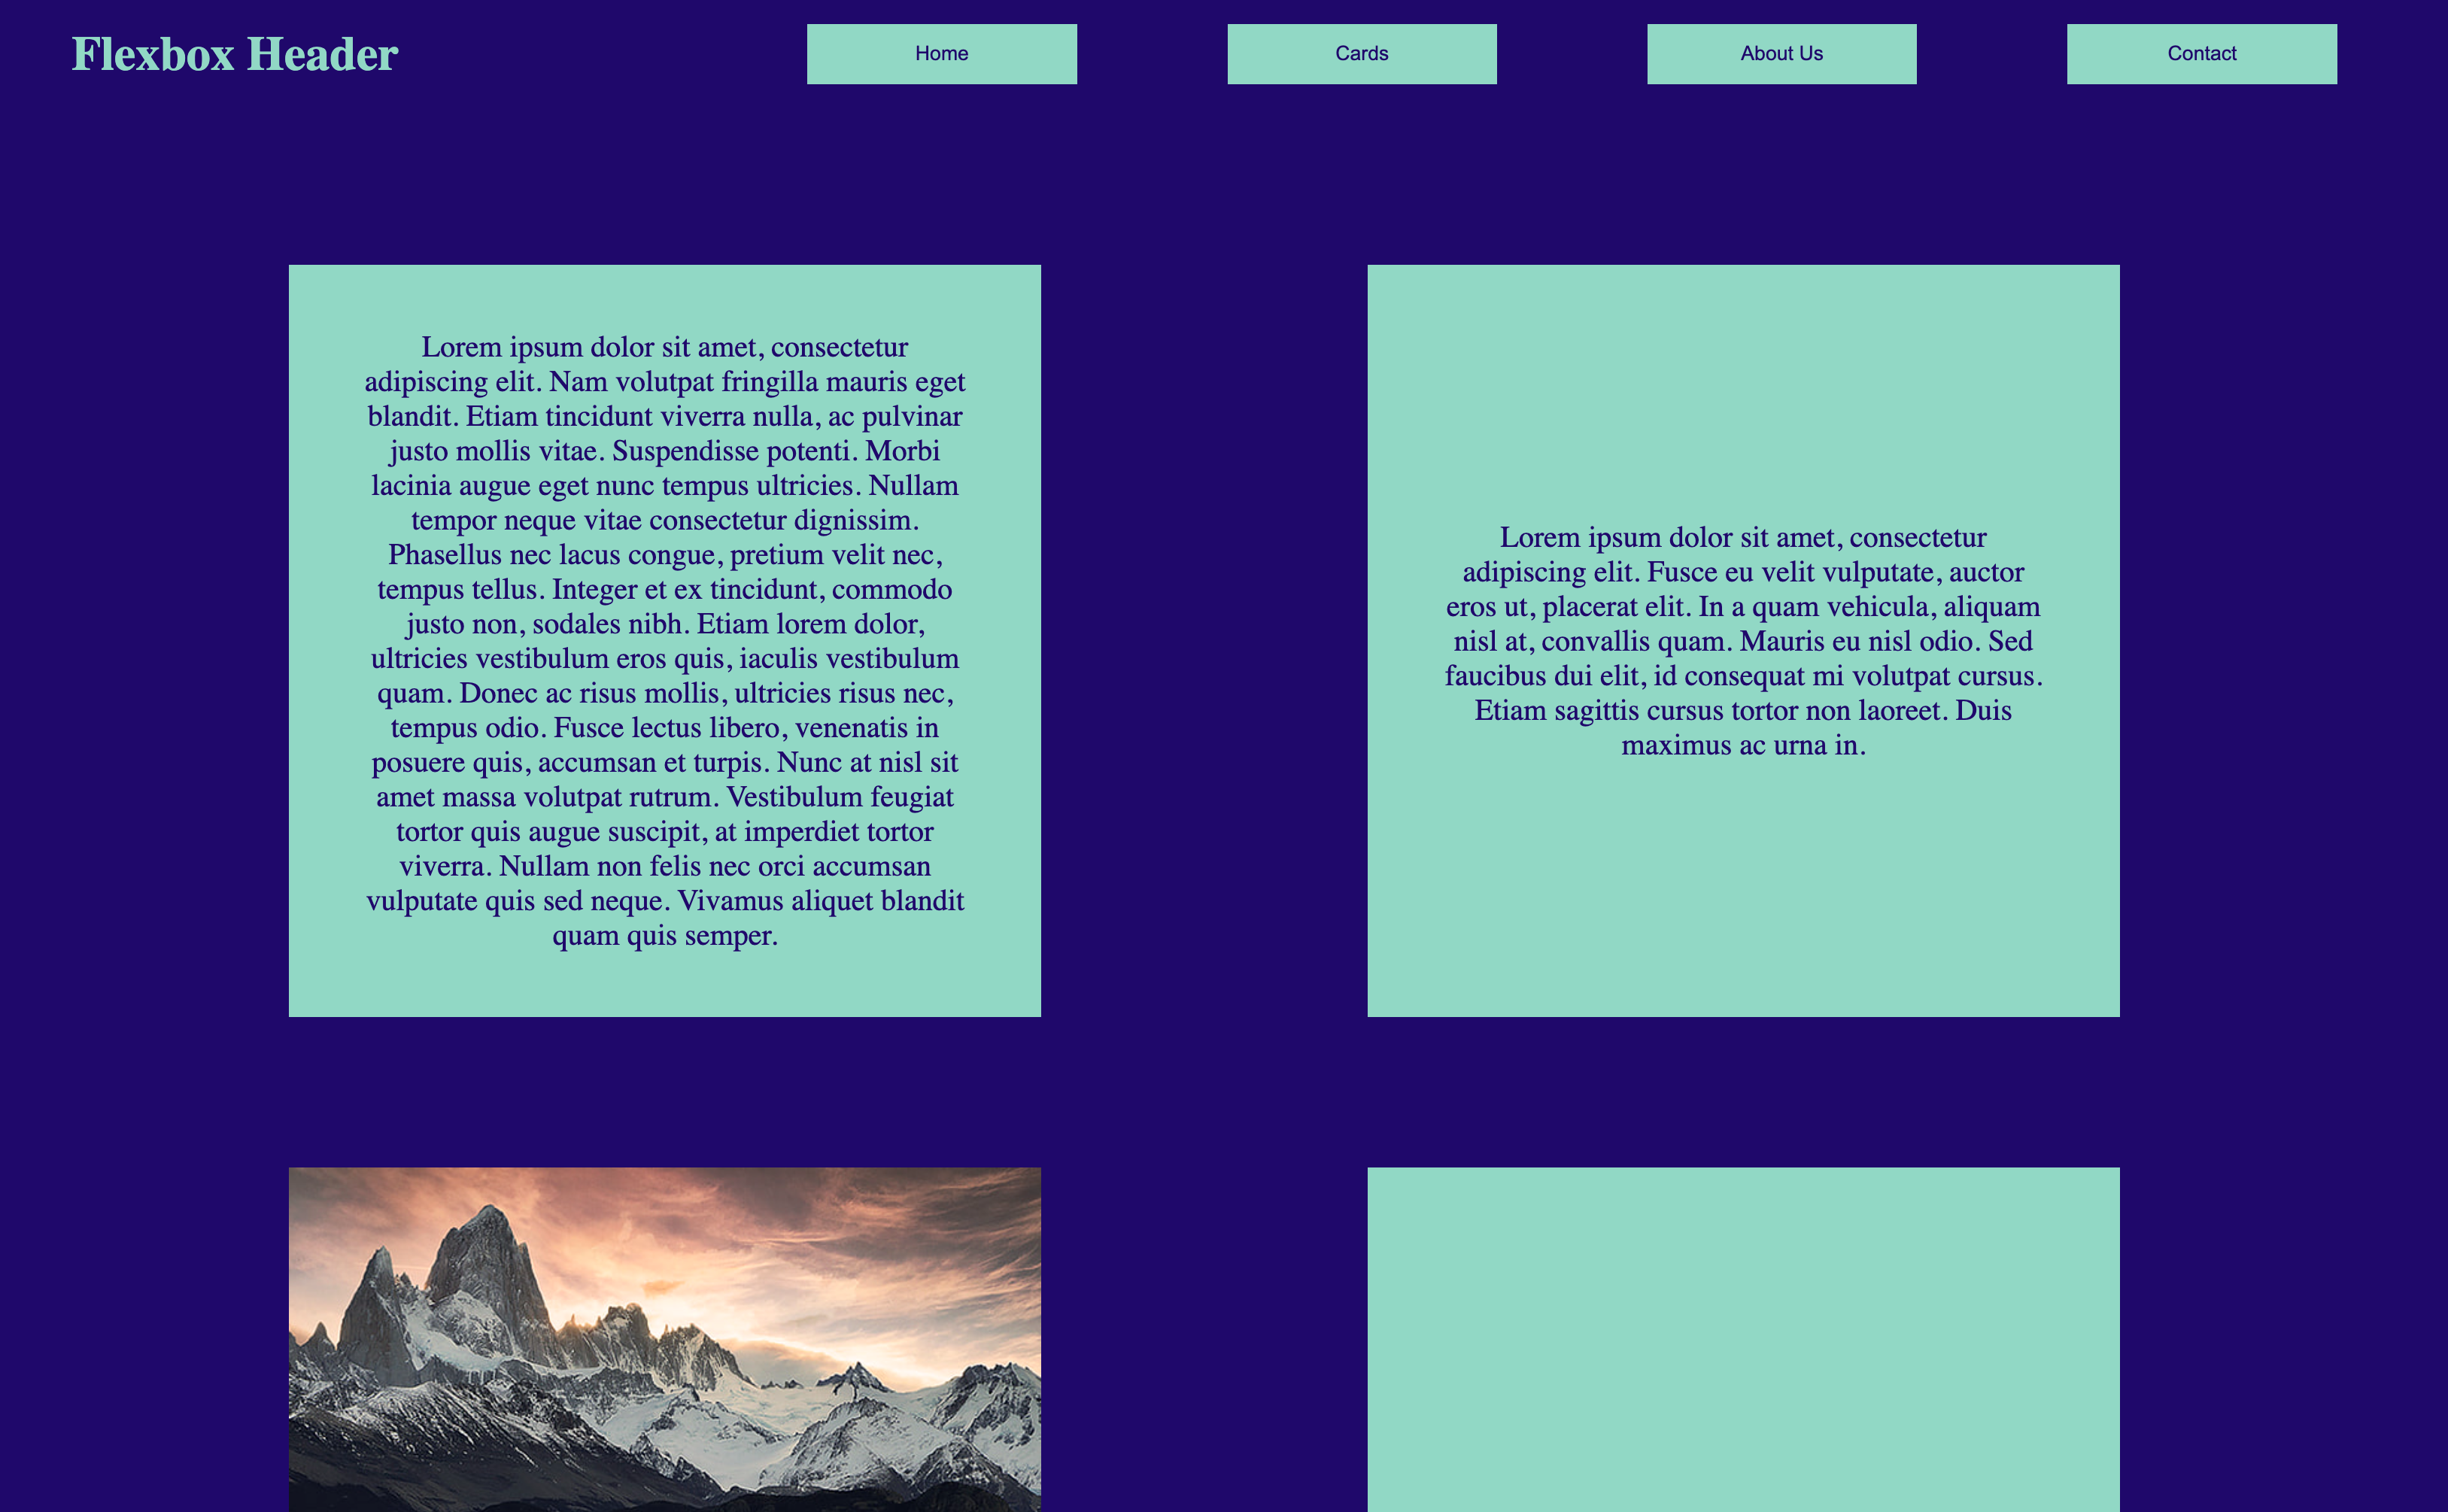 Flexbox Header
Home
Cards
About Us
Contact
Lorem ipsum dolor sit amet, consectetur
adipiscing elit. Nam volutpat fringilla mauris eget
blandit. Etiam tincidunt viverra nulla, ac pulvinar
justo mollis vitae. Suspendisse potenti. Morbi
lacinia augue eget nunc tempus ultricies. Nullam
tempor neque vitae consectetur dignissim.
Phasellus nec lacus congue, pretium velit nec,
tempus tellus. Integer et ex tincidunt, commodo
justo non, sodales nibh. Etiam lorem dolor,
ultricies vestibulum eros quis, iaculis vestibulum
quam. Donec ac risus mollis, ultricies risus nec,
tempus odio. Fusce lectus libero, venenatis in
posuere quis, accumsan et turpis. Nunc at nisl sit
amet massa volutpat rutrum. Vestibulum feugiat
tortor quis augue suscipit, at imperdiet tortor
viverra. Nullam non felis nec orci accumsan
vulputate quis sed neque. Vivamus aliquet blandit
quam quis semper.
Lorem ipsum dolor sit amet, consectetur
adipiscing elit. Fusce eu velit vulputate, auctor
eros ut, placerat elit. In a quam vehicula, aliquam
nisl at, convallis quam. Mauris eu nisl odio. Sed
faucibus dui elit, id consequat mi volutpat cursus.
Etiam sagittis cursus tortor non laoreet. Duis
maximus ac urna in.